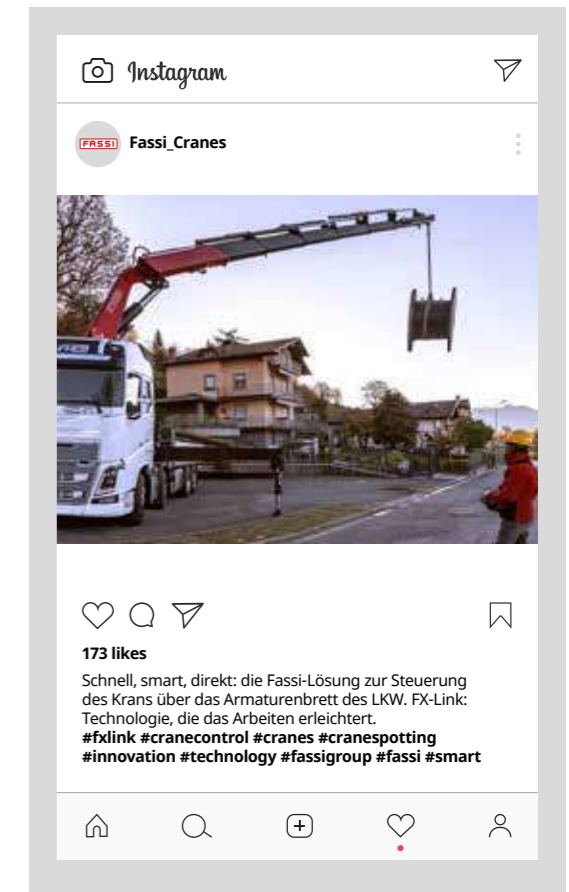 Instagram
FASSI
Fassi_Cranes
173 likes
Schnell, smart, direkt: die Fassi-Lösung zur Steuerung
des Krans über das Armaturenbrett des LKW. FX-Link:
Technologie, die das Arbeiten erleichtert.
#fxlink #cranecontrol #cranes #cranespotting
#innovation #technology #fassigroup #fassi #smart